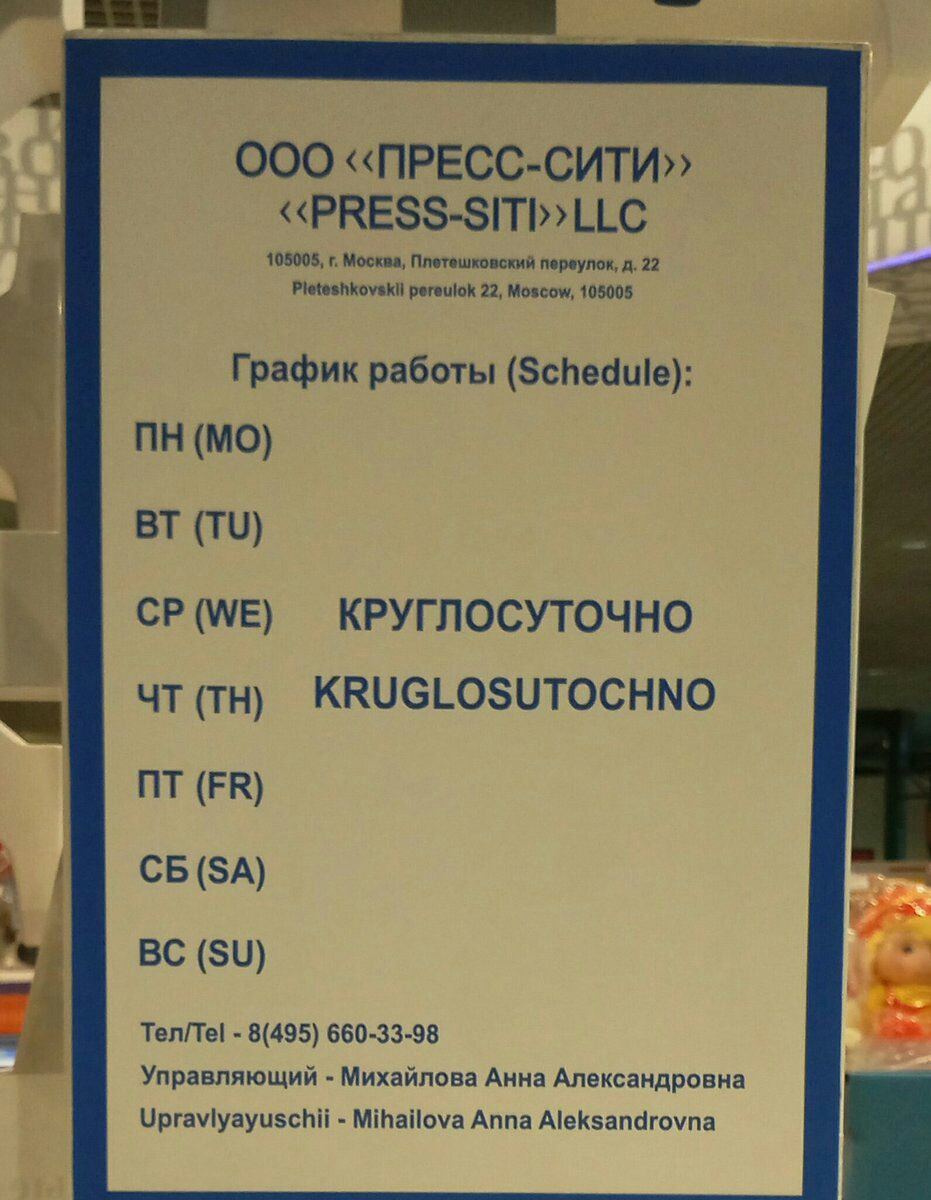 ООО ‹‹ПРЕСС-СИТИ››
‹‹PRESS-SITI››LLC
105005, г. Москва, Плетешковский переулок, д. 22
Pleteshkovskii pereulok 22, Moscow, 105005
График работы (Schedule):
ПН (MO)
ВТ (TU)
СР (WE) КРУГЛОСУТОЧНО
ЧТ (TH) KRUGLOSUTOCHNO
ПТ (FR)
СБ (SA)
ВС (SU)
Тел/Tel - 8(495) 660-33-98
Управляющий - Михайлова Анна Александровна
Upravlyayuschii - Mihailova Anna Aleksandrovna